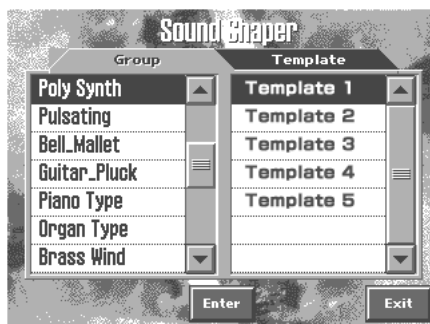 Sound Shaper
Group
Template
Poly Synth
Pulsating
Bell_Mallet
Guitar_Pluck
Piano Type
Organ Type
Brass Wind
Template 1
Template 2
Template 3
Template 4
Template 5
Enter
Exit